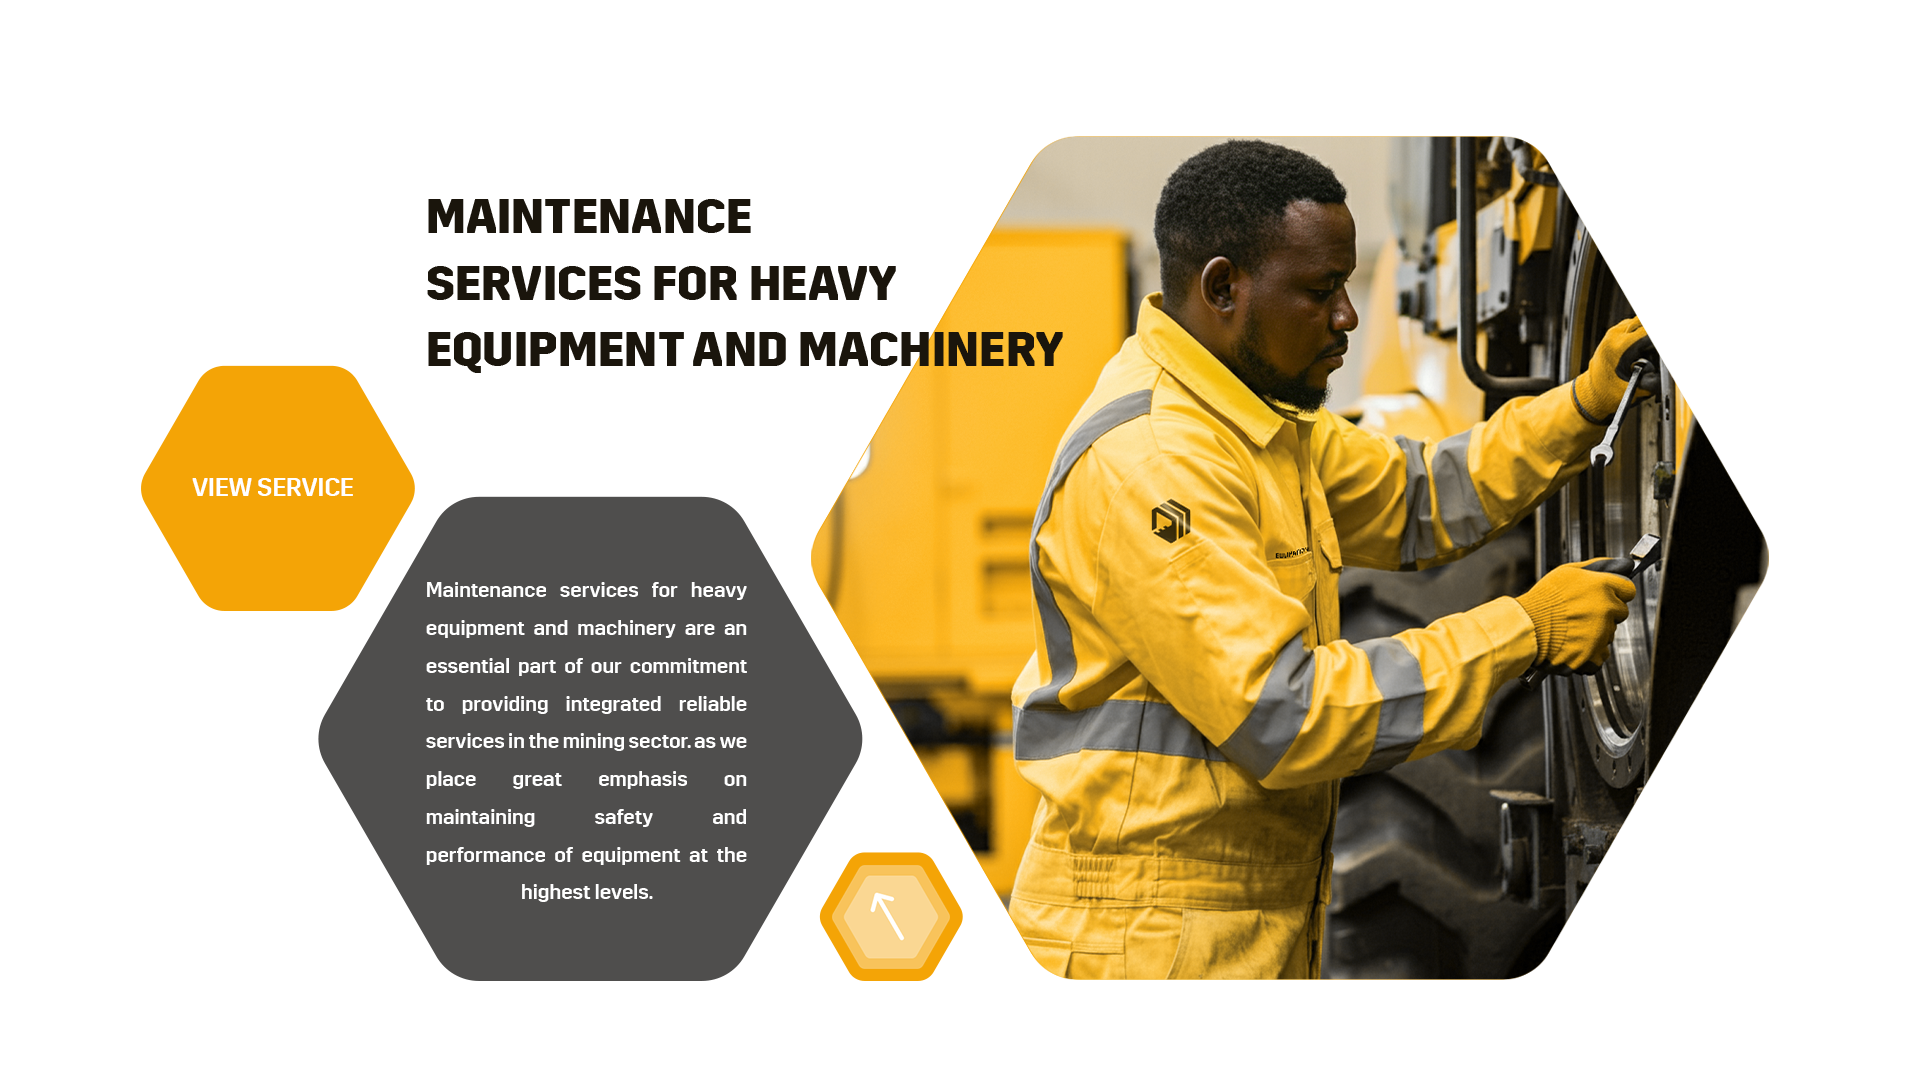 MAINTENANCE
SERVICES FOR HEAVY
EQUIPMENT AND MACHINERY
VIEW SERVICE
Maintenance services for heavy
equipment and machinery are an
essential part of our commitment
to providing integrated reliable
services in the mining sector. as we
place great emphasis on
maintaining safety and
performance of equipment at the
highest levels.